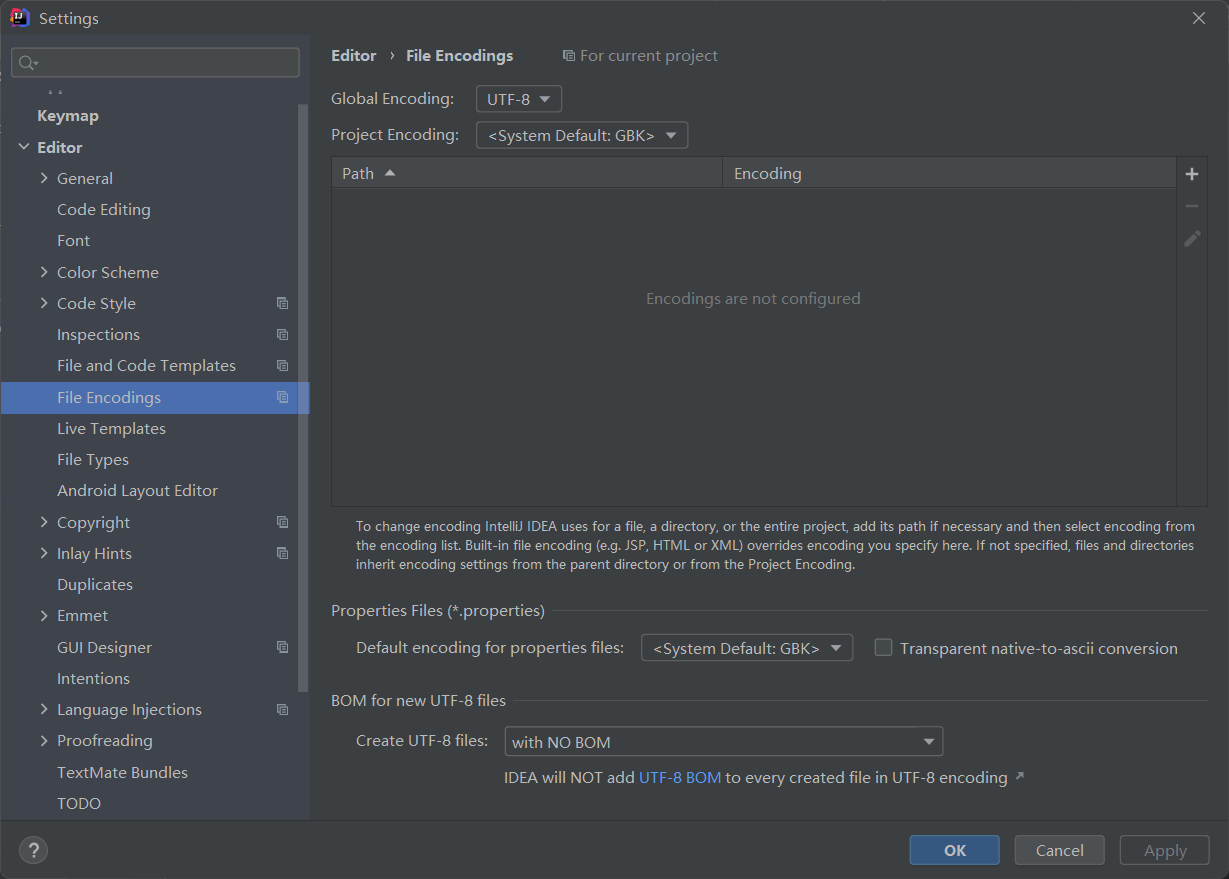 Settings
Keymap
Editor
General
Code Editing
Font
Color Scheme
Code Style
Inspections
File and Code Templates
File Encodings
Live Templates
File Types
Android Layout Editor
Copyright
Inlay Hints
Duplicates
Emmet
GUI Designer
Intentions
Language Injections
Proofreading
TextMate Bundles
TODO
Editor › File Encodings For current project
Global Encoding: UTF-8
Project Encoding: <System Default: GBK>
Path Encoding
Encodings are not configured
To change encoding IntelliJ IDEA uses for a file, a directory, or the entire project, add its path if necessary and then select encoding from
the encoding list. Built-in file encoding (e.g. JSP, HTML or XML) overrides encoding you specify here. If not specified, files and directories
inherit encoding settings from the parent directory or from the Project Encoding.
Properties Files (*.properties)
Default encoding for properties files: <System Default: GBK> Transparent native-to-ascii conversion
BOM for new UTF-8 files
Create UTF-8 files: with NO BOM
IDEA will NOT add UTF-8 BOM to every created file in UTF-8 encoding ↗
? OK Cancel Apply